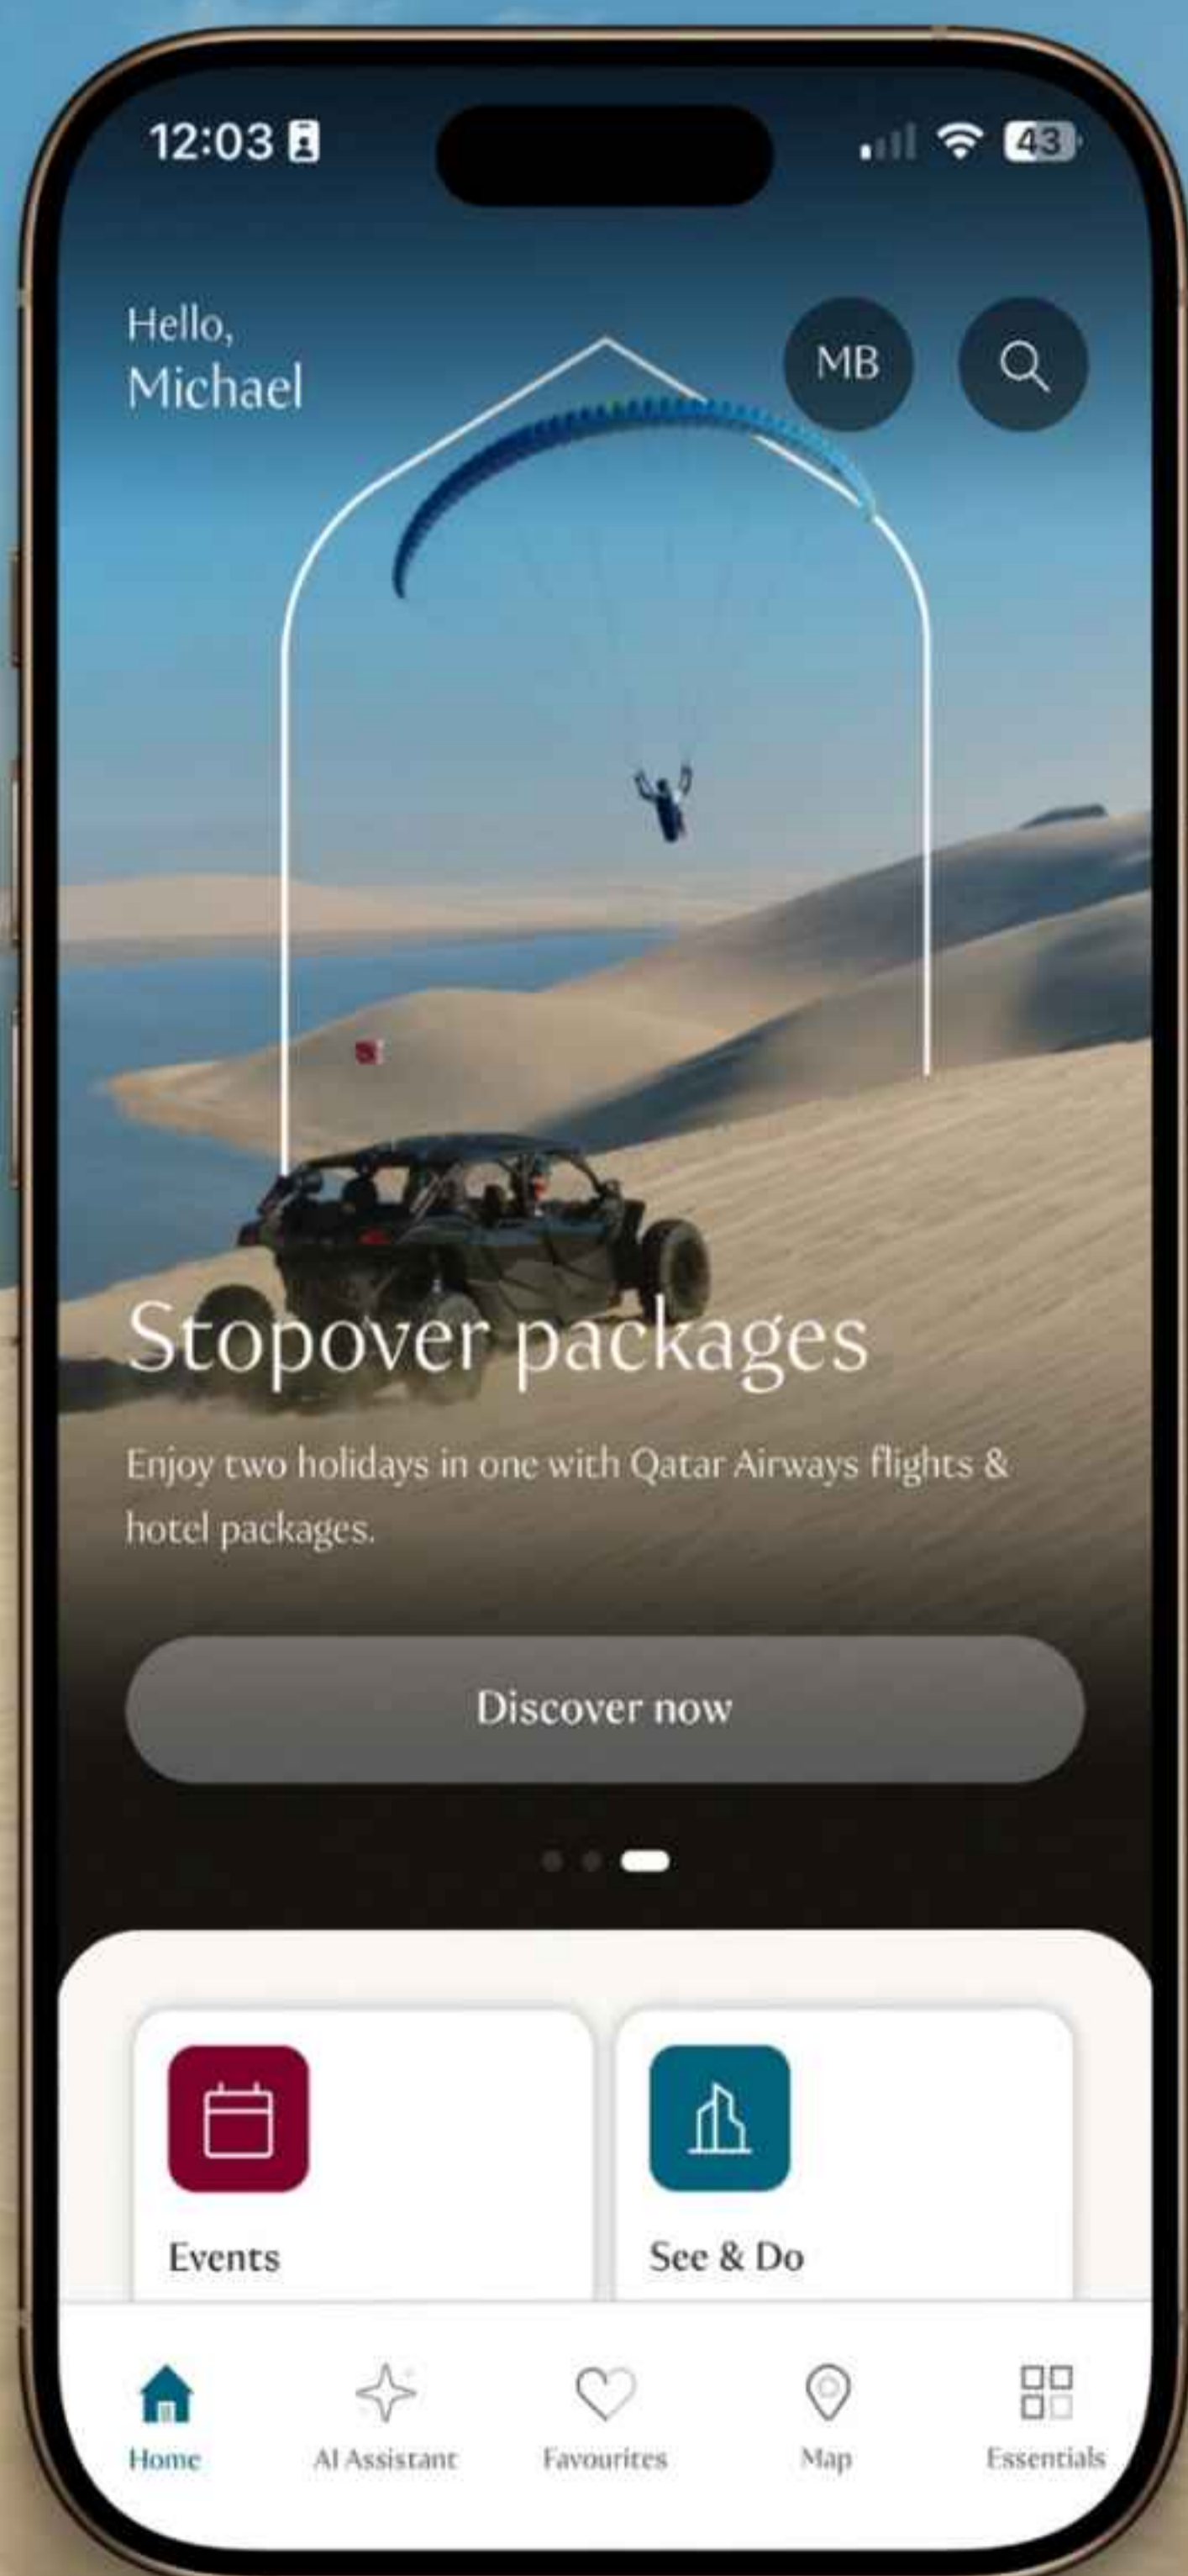 12:03
43
Hello,
Michael
MB
Stopover packages
Enjoy two holidays in one with Qatar Airways flights &
hotel packages.
Discover now
Events
See & Do
Home
AI Assistant
Favourites
Map
Essentials